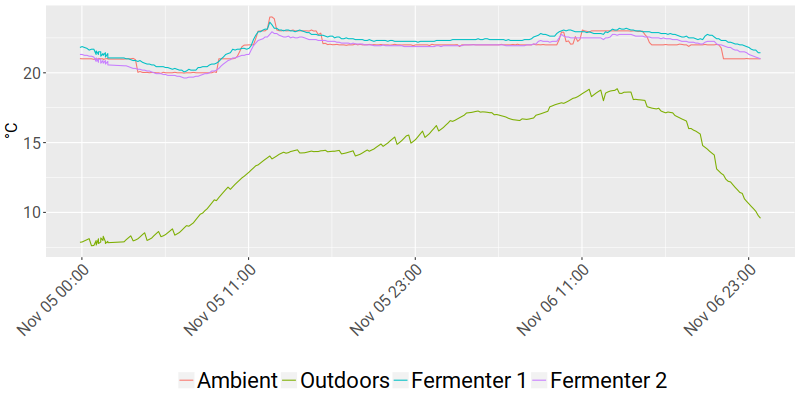 °C
20
15
10
Nov 05 00:00
Nov 05 11:00
Nov 05 23:00
Nov 06 11:00
Nov 06 23:00
Ambient Outdoors Fermenter 1 Fermenter 2